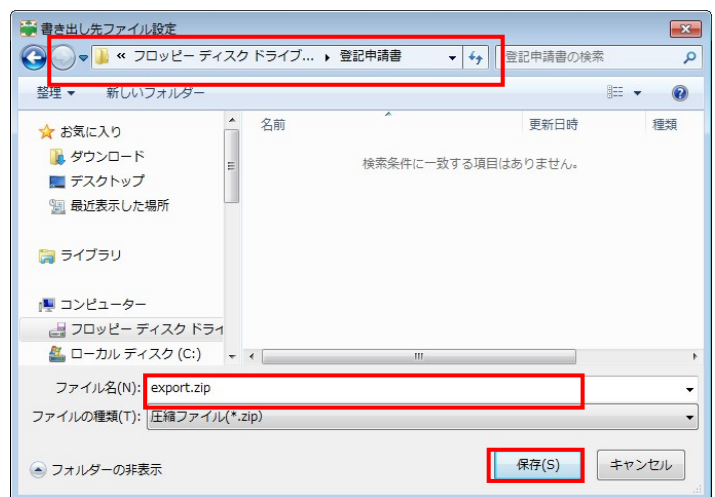 書き出し先ファイル設定
« フロッピー ディスク ドライブ... ▸ 登記申請書
登記申請書の検索
整理 新しいフォルダー
名前 更新日時 種類
検索条件に一致する項目はありません。
お気に入り
ダウンロード
デスクトップ
最近表示した場所
ライブラリ
コンピューター
フロッピー ディスク ドライ
ローカル ディスク (C:)
ファイル名(N): export.zip
ファイルの種類(T): 圧縮ファイル(*.zip)
フォルダーの非表示
保存(S) キャンセル